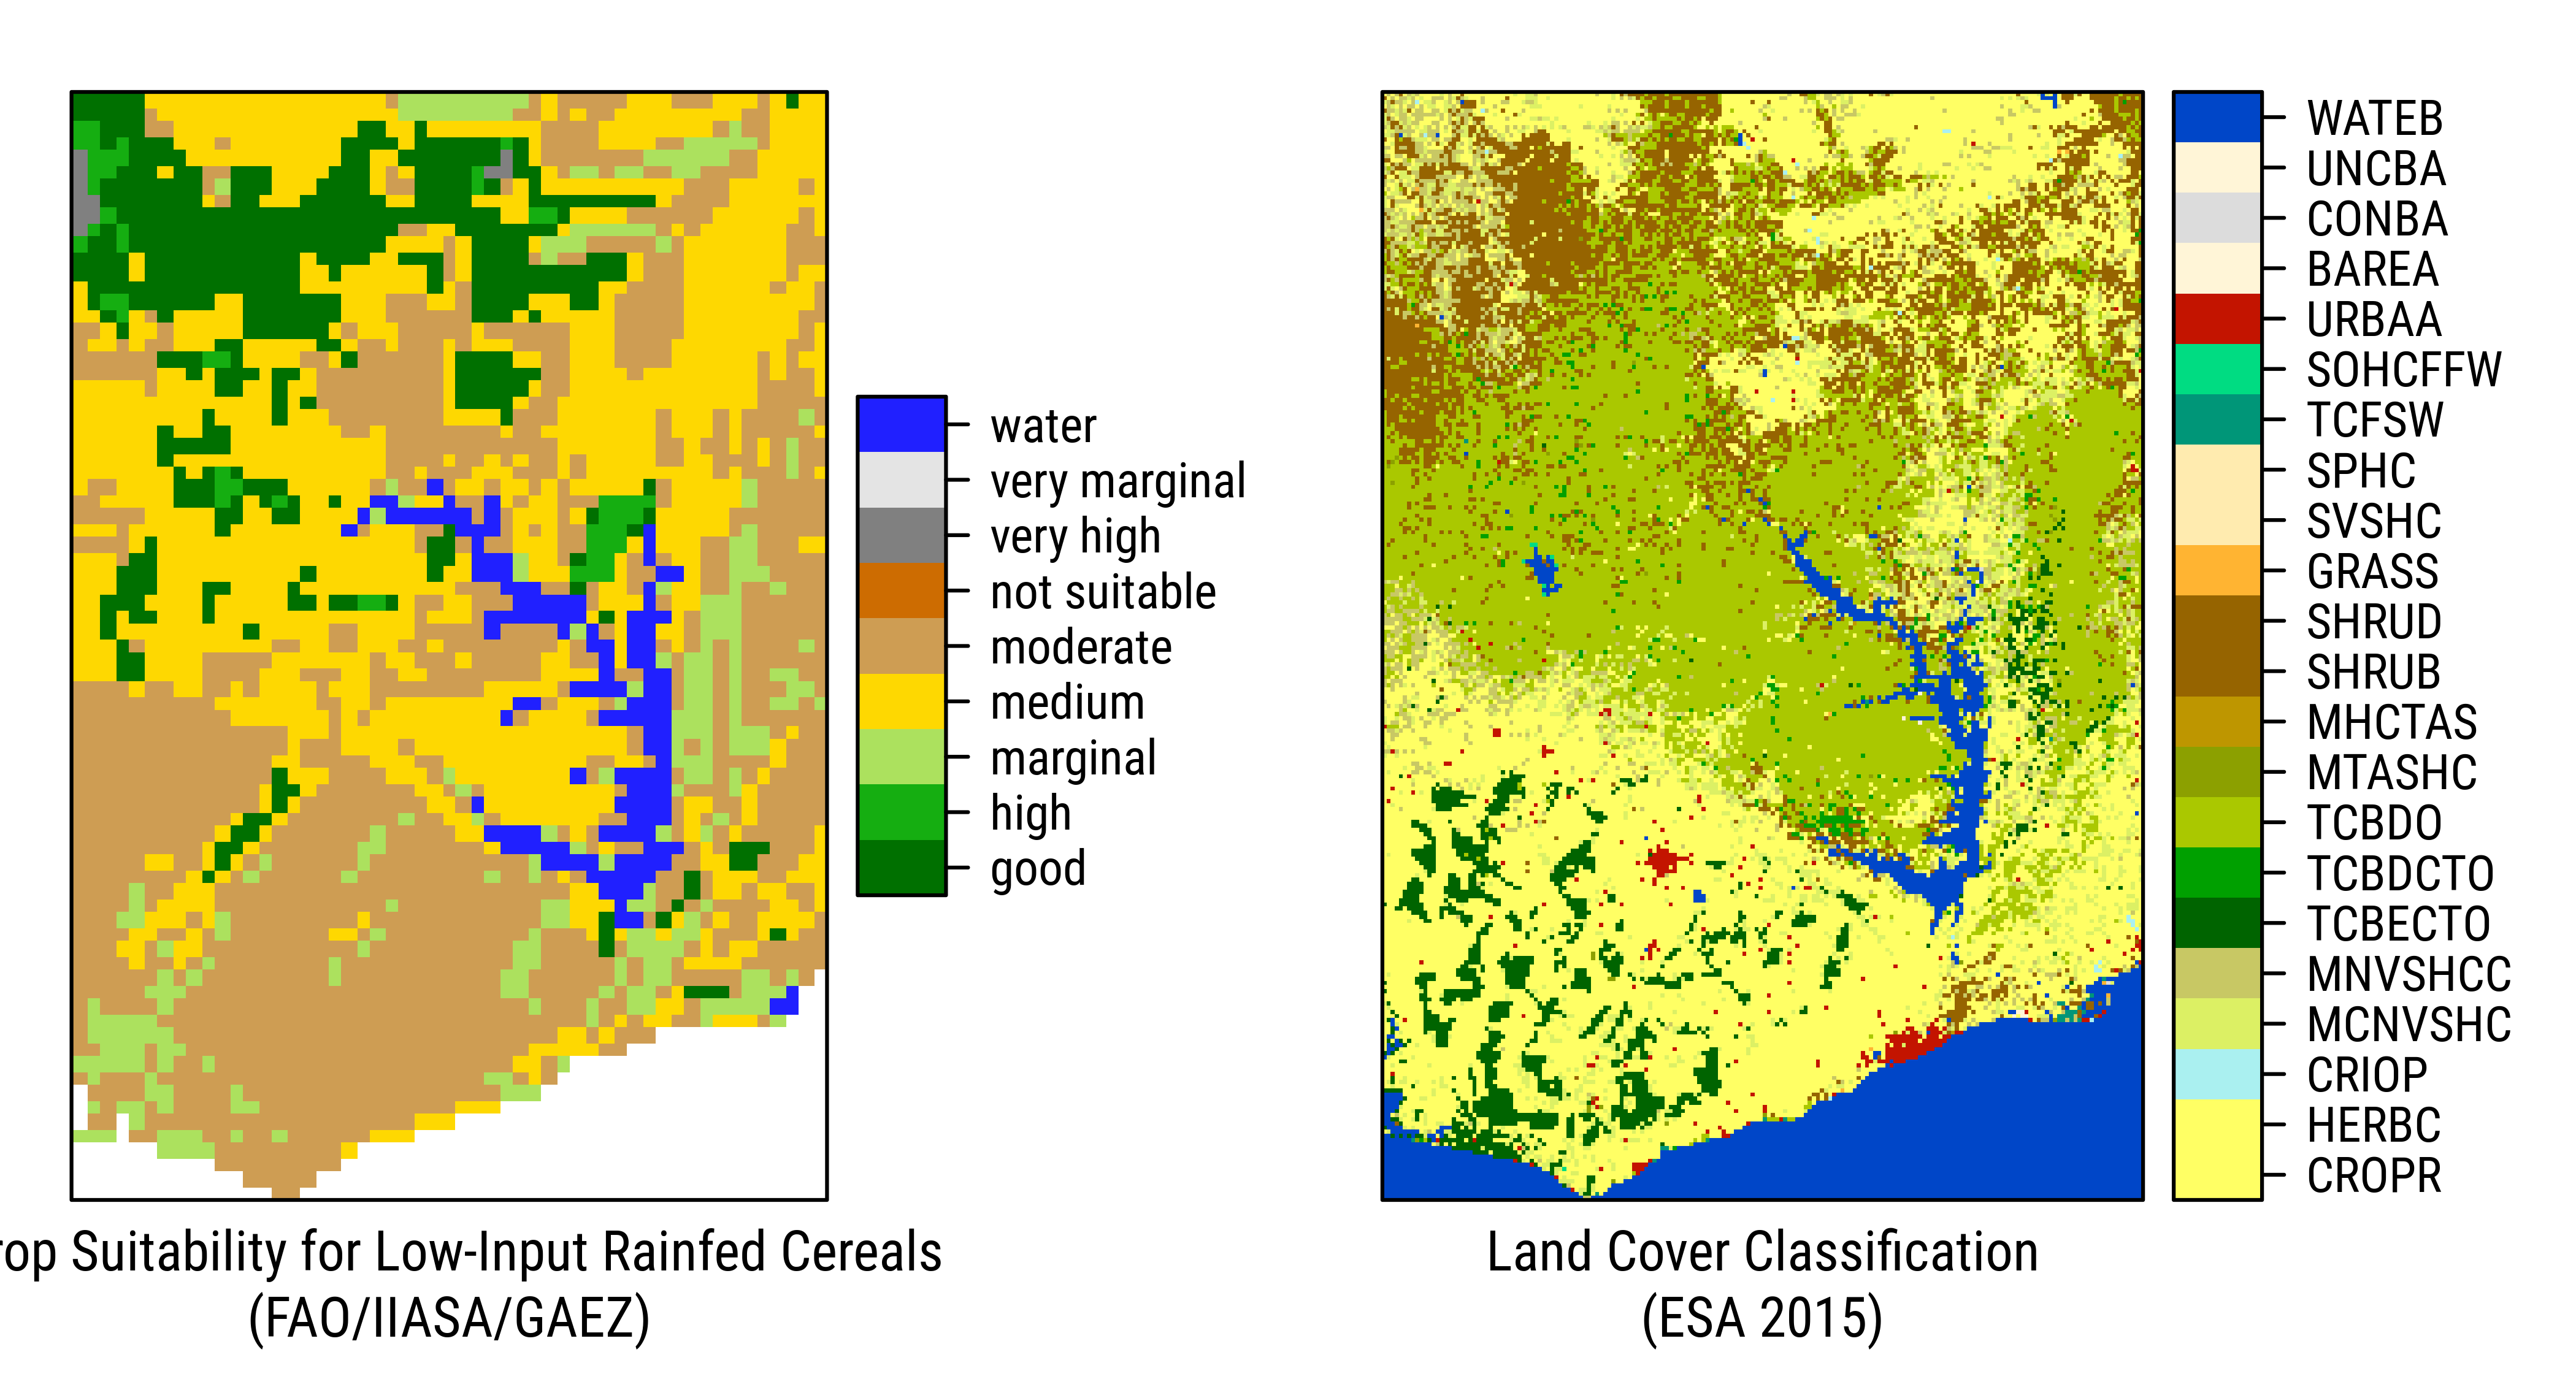 water
very marginal
very high
not suitable
moderate
medium
marginal
high
good
rop Suitability for Low-Input Rainfed Cereals
(FAO/IIASA/GAEZ)
WATEB
UNCBA
CONBA
BAREA
URBAA
SOHCFFW
TCFSW
SPHC
SVSHC
GRASS
SHRUD
SHRUB
MHCTAS
MTASHC
TCBDO
TCBDCTO
TCBECTO
MNVSHCC
MCNVSHC
CRIOP
HERBC
CROPR
Land Cover Classification
(ESA 2015)